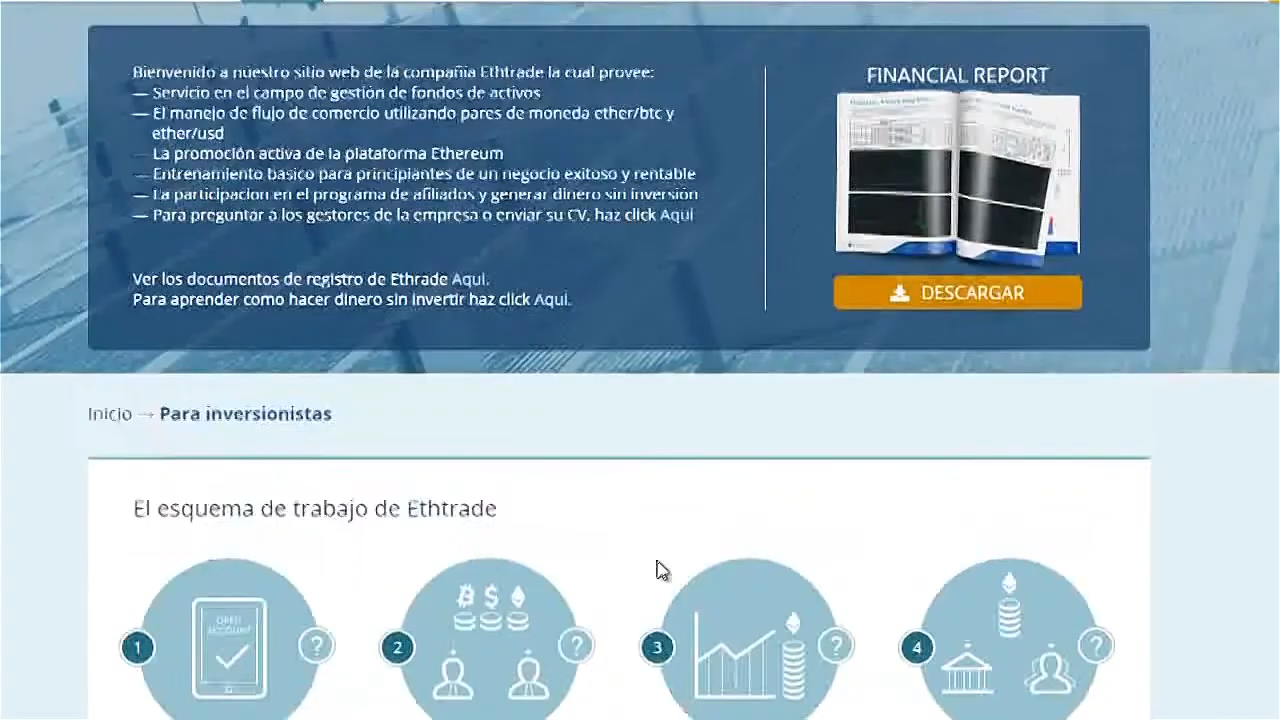 Bienvenido a nuestro sitio web de la compañia Ethtrade la cual provee:
— Servicio en el campo de gestión de fondos de activos
— El manejo de flujo de comercio utilizando pares de moneda ether/btc y
ether/usd
— La promoción activa de la plataforma Ethereum
— Entrenamiento basico para principiantes de un negocio exitoso y rentable
— La participacion en el programa de afiliados y generar dinero sin inversión
— Para preguntar a los gestores de la empresa o enviar su CV, haz click Aqui
Ver los documentos de registro de Ethrade Aqui.
Para aprender como hacer dinero sin invertir haz click Aqui.
FINANCIAL REPORT
DESCARGAR
Inicio → Para inversionistas
El esquema de trabajo de Ethtrade
OPEN
ACCOUNT
1 ? 2 ? 3 ? 4 ?